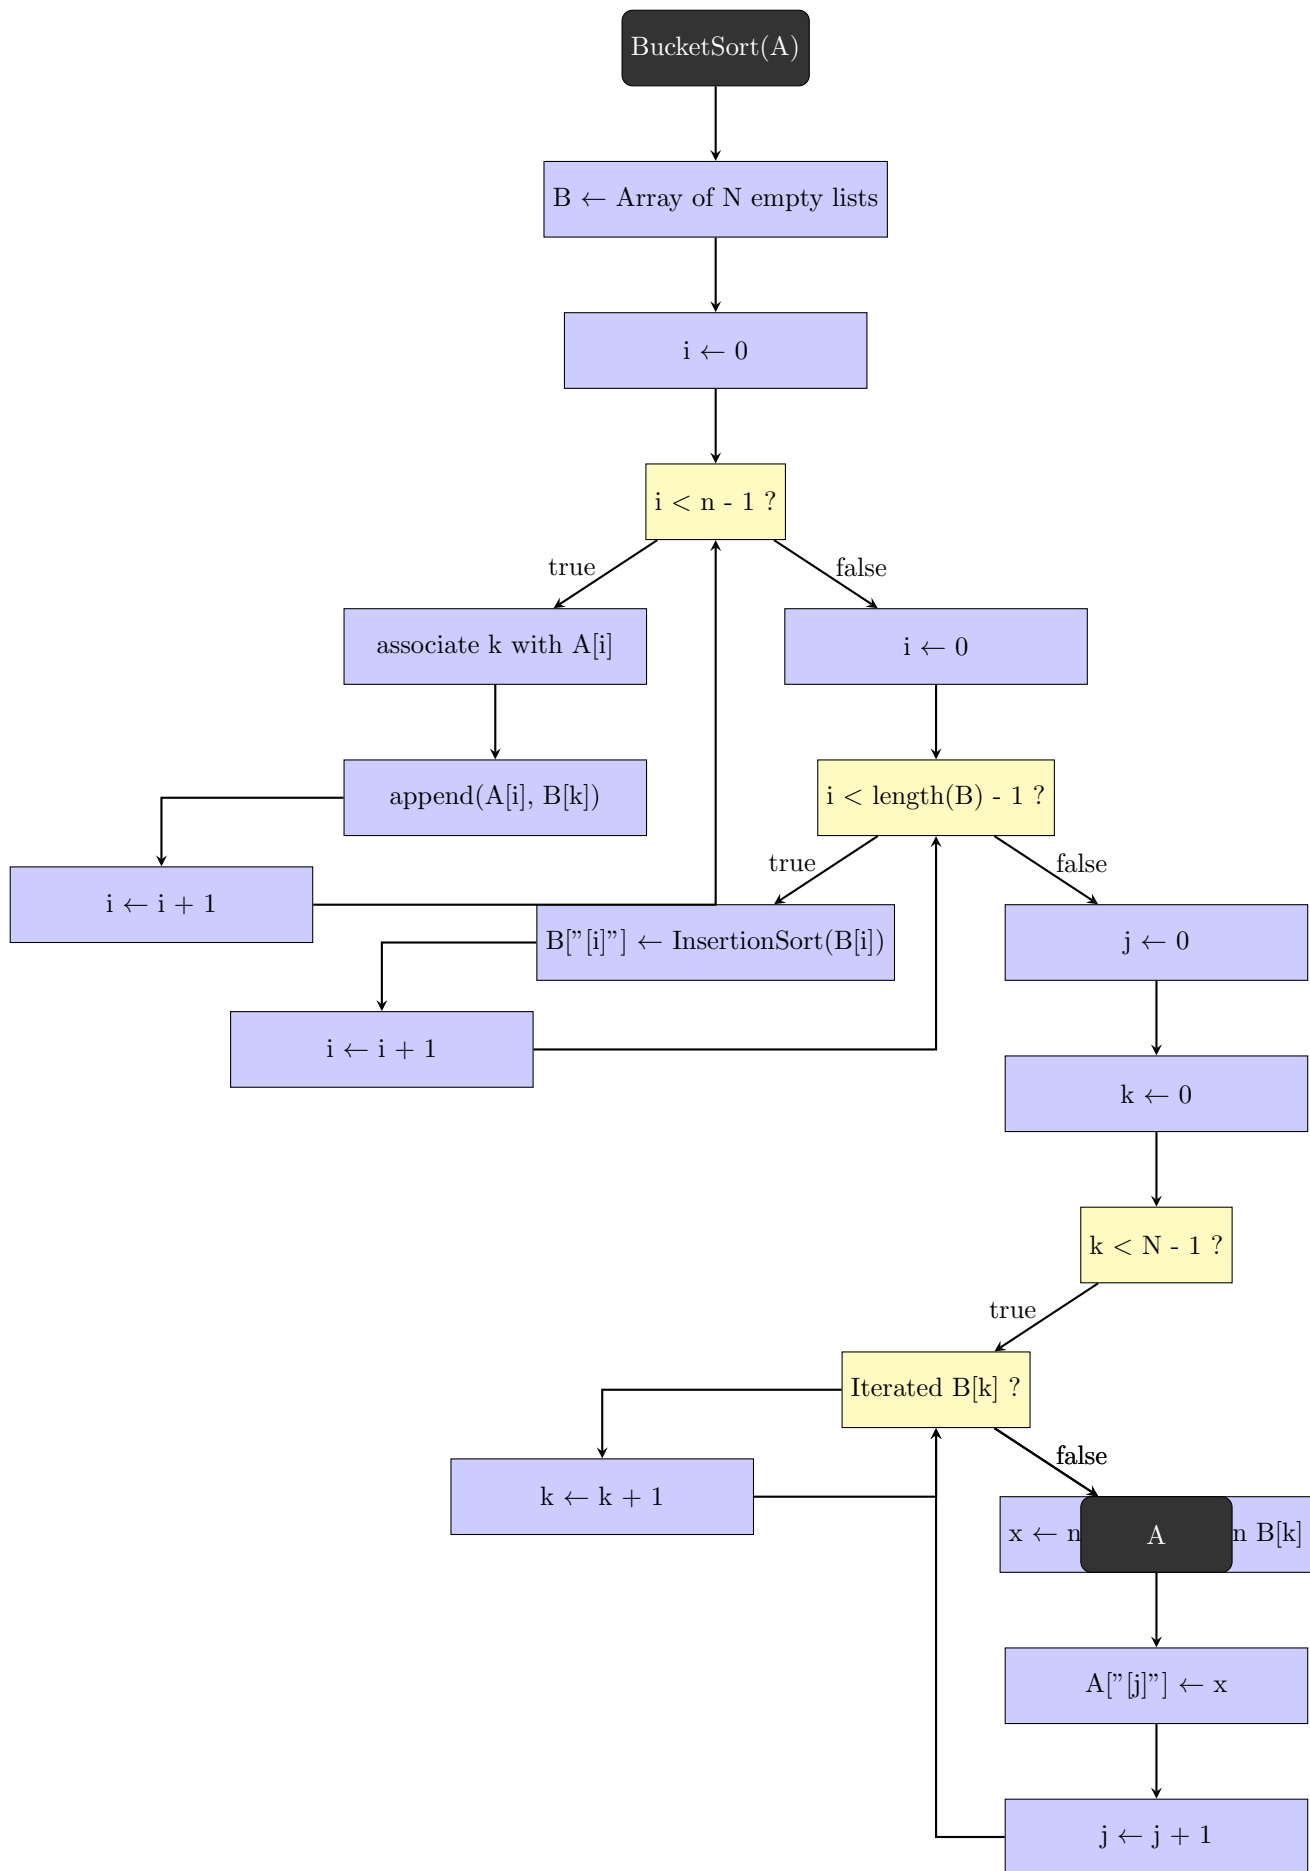 BucketSort(A)
B ← Array of N empty lists
i ← 0
i < n - 1 ?
true
false
associate k with A[i]
i ← 0
append(A[i], B[k])
i < length(B) - 1 ?
true
false
i ← i + 1
B["[i]"] ← InsertionSort(B[i])
j ← 0
i ← i + 1
k ← 0
k < N - 1 ?
true
Iterated B[k] ?
false
k ← k + 1
x ←
A
B[k]
A["[j]"] ← x
j ← j + 1